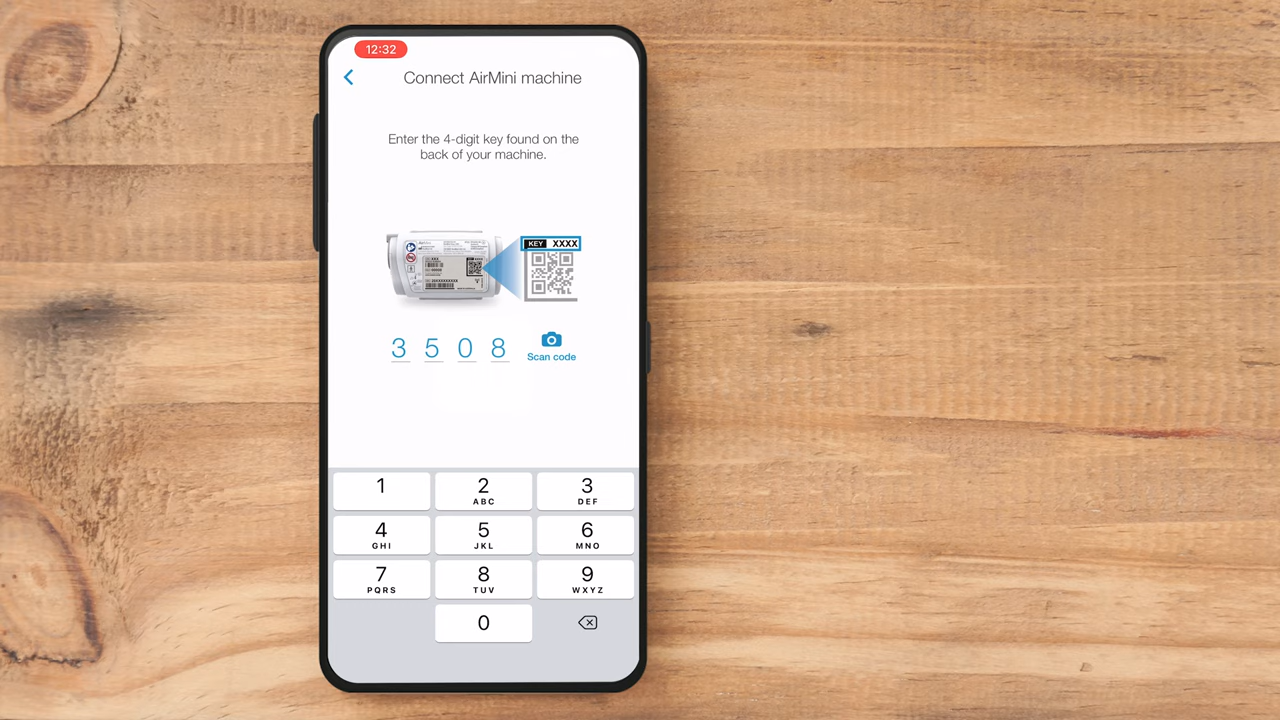 12:32
Connect AirMini machine
Enter the 4-digit key found on the
back of your machine.
KEY XXXX
3 5 0 8
Scan code
1
2
ABC
3
DEF
4
GHI
5
JKL
6
MNO
7
PQRS
8
TUV
9
WXYZ
0